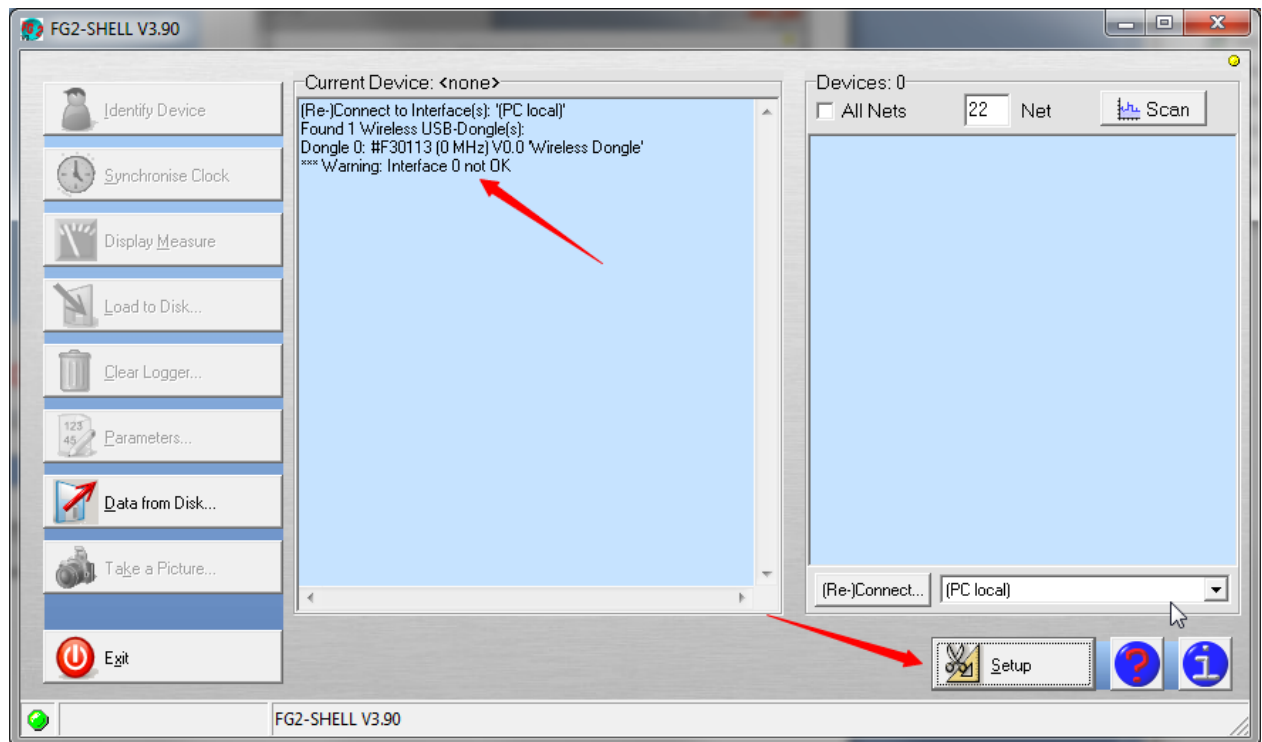 FG2-SHELL V3.90
Identify Device
Synchronise Clock
Display Measure
Load to Disk...
Clear Logger...
123
45
Parameters...
Data from Disk...
Take a Picture...
Exit
Current Device: <none>
(Re-)Connect to Interface(s): '(PC local)'
Found 1 Wireless USB-Dongle(s):
Dongle 0: #F30113 (0 MHz) V0.0 'Wireless Dongle'
*** Warning: Interface 0 not OK
Devices: 0
All Nets 22 Net Scan
(Re-)Connect... (PC local)
Setup ? i
FG2-SHELL V3.90